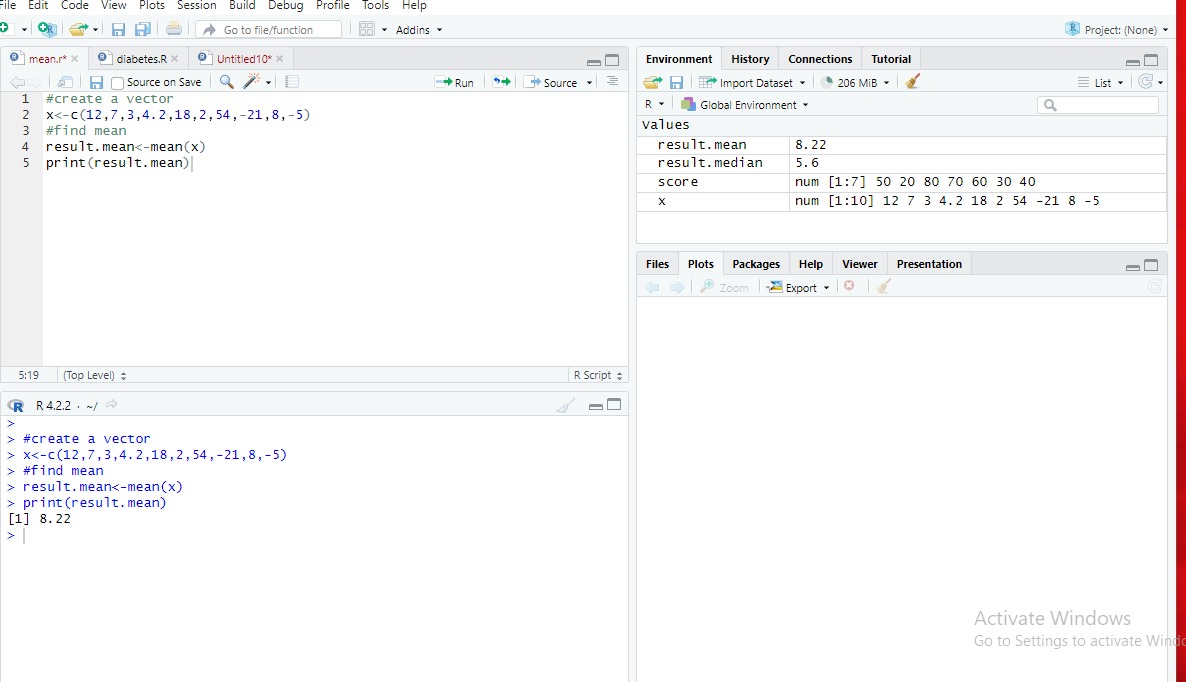 File Edit Code View Plots Session Build Debug Profile Tools Help
Go to file/function Addins Project: (None)
mean.r* diabetes.R Untitled10*
Source on Save Run Source
1 #create a vector
2 x<-c(12,7,3,4.2,18,2,54,-21,8,-5)
3 #find mean
4 result.mean<-mean(x)
5 print(result.mean)
5:19 (Top Level) R Script
R 4.2.2 · ~/
>
> #create a vector
> x<-c(12,7,3,4.2,18,2,54,-21,8,-5)
> #find mean
> result.mean<-mean(x)
> print(result.mean)
[1] 8.22
>
Environment History Connections Tutorial
Import Dataset 206 MiB List
R Global Environment
Values
result.mean 8.22
result.median 5.6
score num [1:7] 50 20 80 70 60 30 40
x num [1:10] 12 7 3 4.2 18 2 54 -21 8 -5
Files Plots Packages Help Viewer Presentation
Zoom Export
Activate Windows
Go to Settings to activate Windo